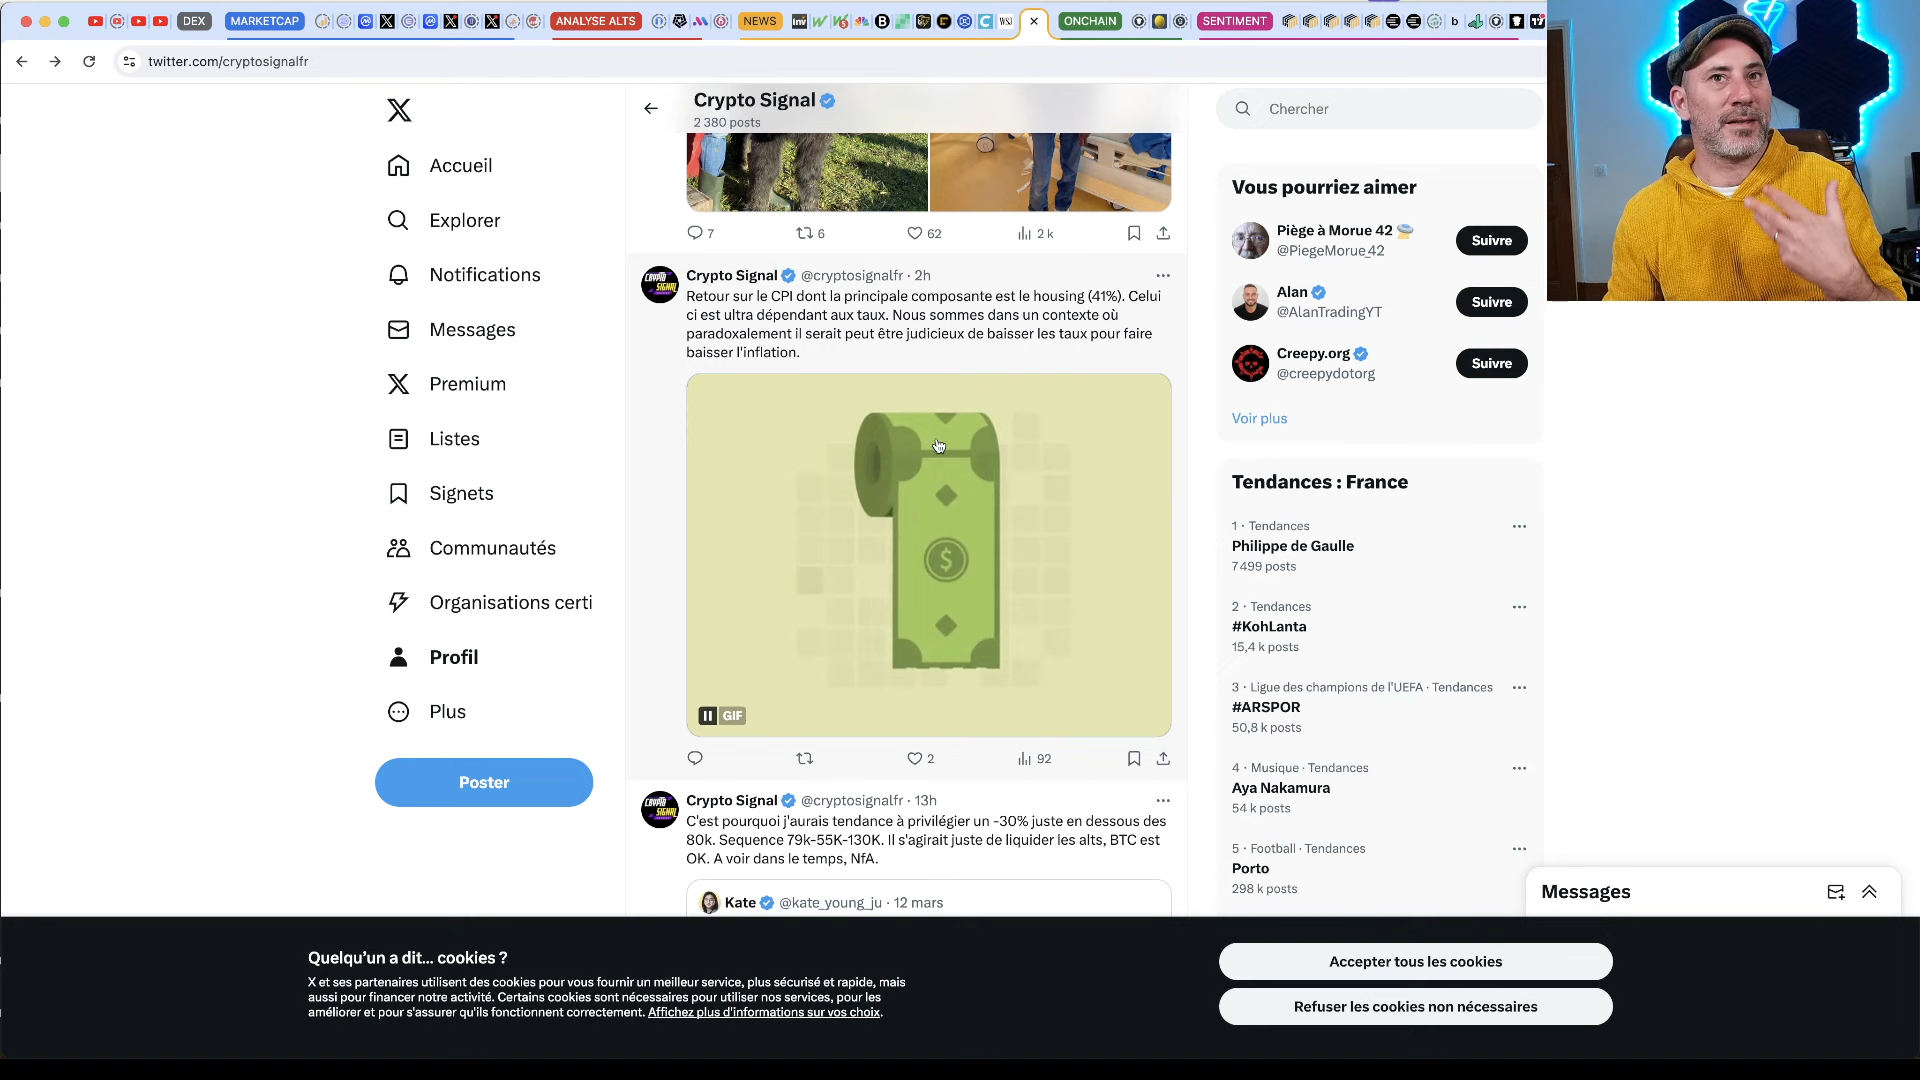 DEX
MARKETCAP
ANALYSE ALTS
NEWS
ONCHAIN
SENTIMENT
twitter.com/cryptosignalfr
Accueil
Explorer
Notifications
Messages
Premium
Listes
Signets
Communautés
Organisations certi
Profil
Plus
Poster
Crypto Signal
2 380 posts
7
6
62
2 k
Crypto Signal @cryptosignalfr · 2h
Retour sur le CPI dont la principale composante est le housing (41%). Celui
ci est ultra dépendant aux taux. Nous sommes dans un contexte où
paradoxalement il serait peut être judicieux de baisser les taux pour faire
baisser l'inflation.
$
GIF
2
92
Crypto Signal @cryptosignalfr · 13h
C'est pourquoi j'aurais tendance à privilégier un -30% juste en dessous des
80k. Sequence 79k-55K-130K. Il s'agirait juste de liquider les alts, BTC est
OK. A voir dans le temps, NfA.
Kate @kate_young_ju · 12 mars
Chercher
Vous pourriez aimer
Piège à Morue 42
@PiegeMorue_42
Suivre
Alan
@AlanTradingYT
Suivre
Creepy.org
@creepydotorg
Suivre
Voir plus
Tendances : France
1 · Tendances
Philippe de Gaulle
7 499 posts
2 · Tendances
#KohLanta
15,4 k posts
3 · Ligue des champions de l'UEFA · Tendances
#ARSPOR
50,8 k posts
4 · Musique · Tendances
Aya Nakamura
54 k posts
5 · Football · Tendances
Porto
298 k posts
Messages
Quelqu'un a dit… cookies ?
X et ses partenaires utilisent des cookies pour vous fournir un meilleur service, plus sécurisé et rapide, mais
aussi pour financer notre activité. Certains cookies sont nécessaires pour utiliser nos services, pour les
améliorer et pour s'assurer qu'ils fonctionnent correctement. Affichez plus d'informations sur vos choix.
Accepter tous les cookies
Refuser les cookies non nécessaires